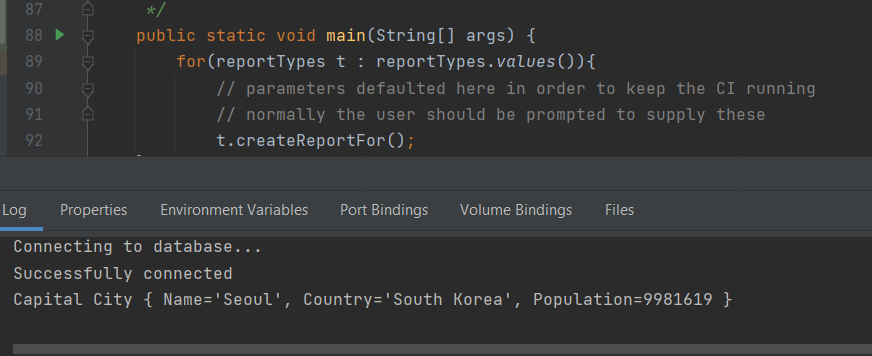 87 */
88 public static void main(String[] args) {
89 for(reportTypes t : reportTypes.values()){
90 // parameters defaulted here in order to keep the CI running
91 // normally the user should be prompted to supply these
92 t.createReportFor();
Log Properties Environment Variables Port Bindings Volume Bindings Files
Connecting to database...
Successfully connected
Capital City { Name='Seoul', Country='South Korea', Population=9981619 }